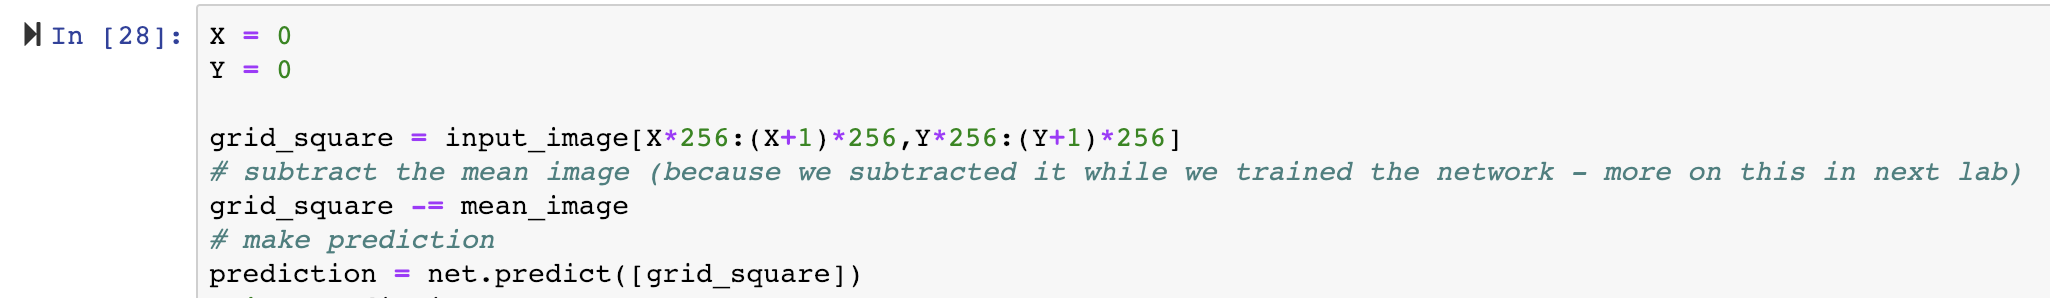 In [28]:
X = 0
Y = 0
grid_square = input_image[X*256:(X+1)*256,Y*256:(Y+1)*256]
# subtract the mean image (because we subtracted it while we trained the network – more on this in next lab)
grid_square -= mean_image
# make prediction
prediction = net.predict([grid_square])